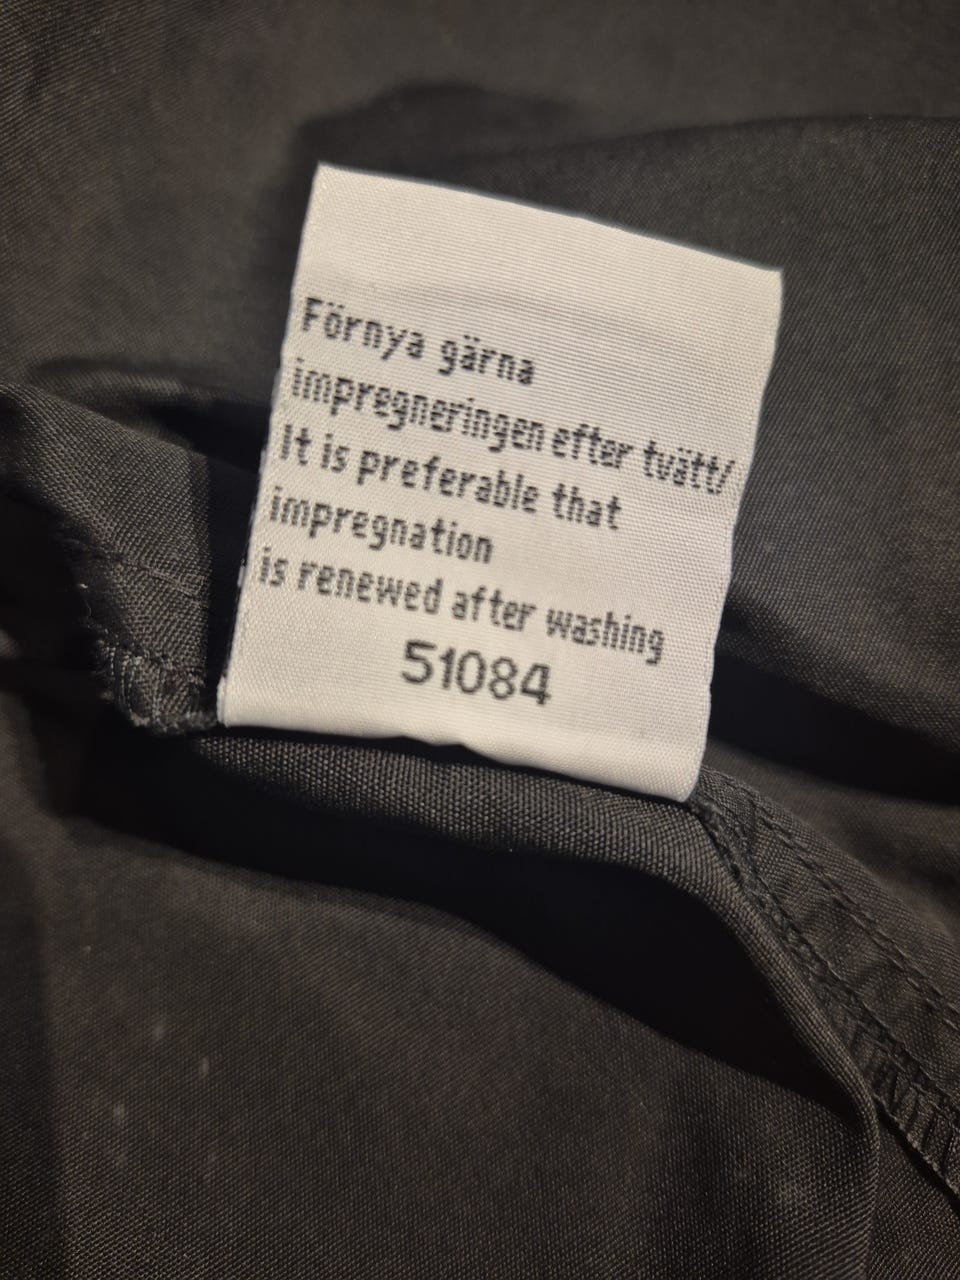 Förnya gärna
impregneringen efter tvätt/
It is preferable that
impregnation
is renewed after washing
51084